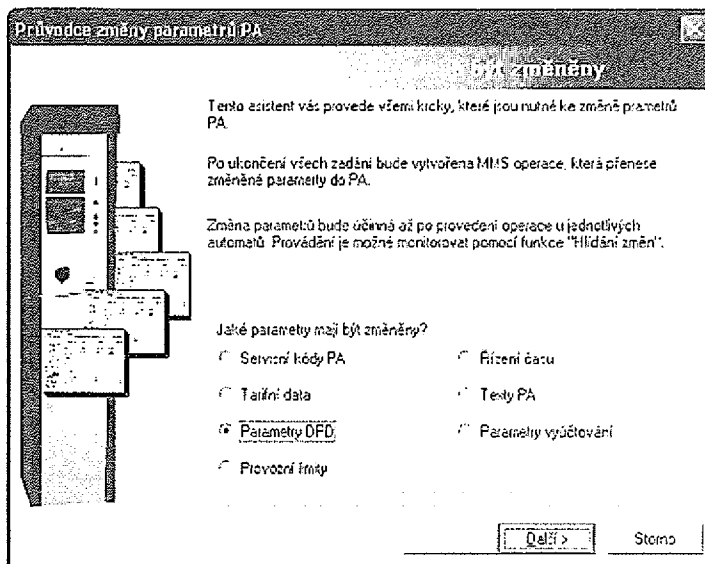 Průvodce změny parametrů PA
být změněny
Tento asistent vás provede všemi kroky, které jsou nutné ke změně prametrů
PA.
Po ukončení všech zadání bude vytvořena MMS operace, která přenese
změněné parametry do PA.
Změna parametrů bude účinná až po provedení operace u jednotlivých
automatů. Provádění je možné monitorovat pomocí funkce "Hlídání změn".
Jaké parametry mají být změněny?
Servisní kódy PA
Řízení času
Tarifní data
Texty PA
Parametry DFD
Parametry vyúčtování
Provozní limity
Další >
Storno